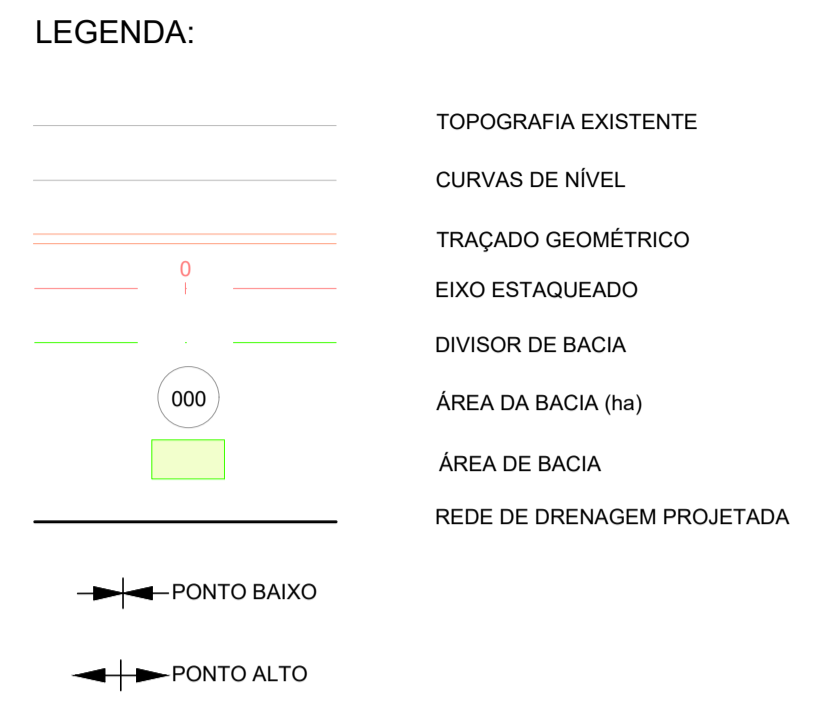 LEGENDA:
TOPOGRAFIA EXISTENTE
CURVAS DE NÍVEL
TRAÇADO GEOMÉTRICO
0
EIXO ESTAQUEADO
DIVISOR DE BACIA
000
ÁREA DA BACIA (ha)
ÁREA DE BACIA
REDE DE DRENAGEM PROJETADA
PONTO BAIXO
PONTO ALTO